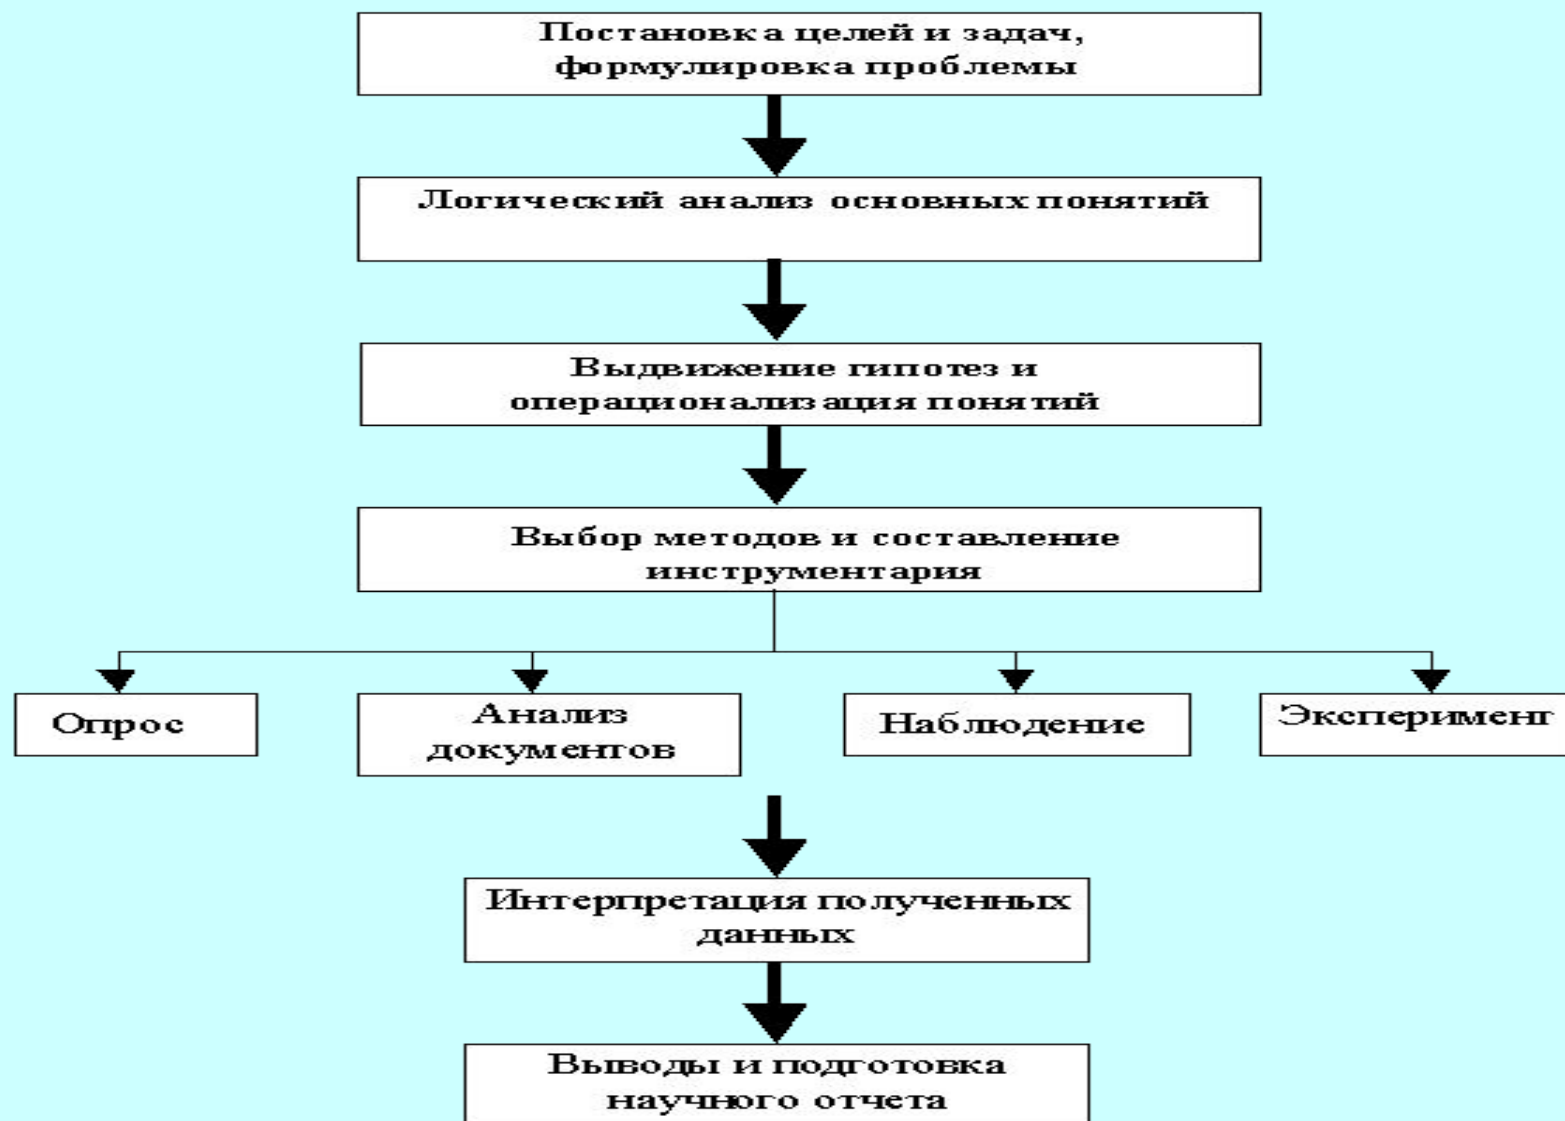 Постановка целей и задач,
формулировка проблемы
Логический анализ основных понятий
Выдвижение гипотез и
операционализация понятий
Выбор методов и составление
инструментария
Опрос
Анализ
документов
Наблюдение
Эксперимент
Интерпретация полученных
данных
Выводы и подготовка
научного отчета